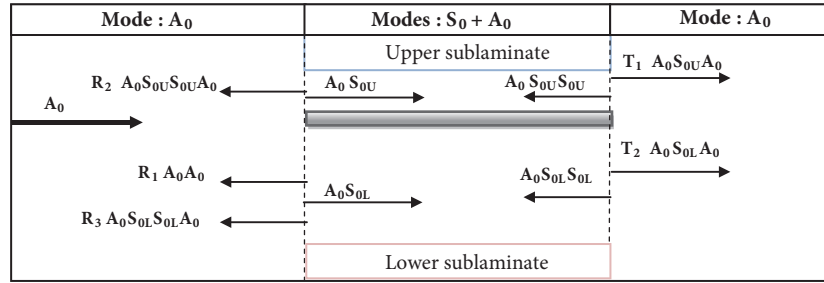 Mode : A₀
Modes : S₀ + A₀
Mode : A₀
Upper sublaminate
T₁ A₀S₀ᵤA₀
R₂ A₀S₀ᵤS₀ᵤA₀
A₀ S₀ᵤ
A₀ S₀ᵤS₀ᵤ
A₀
T₂ A₀S₀LA₀
R₁ A₀A₀
A₀S₀L
A₀S₀LS₀L
R₃ A₀S₀LS₀LA₀
Lower sublaminate